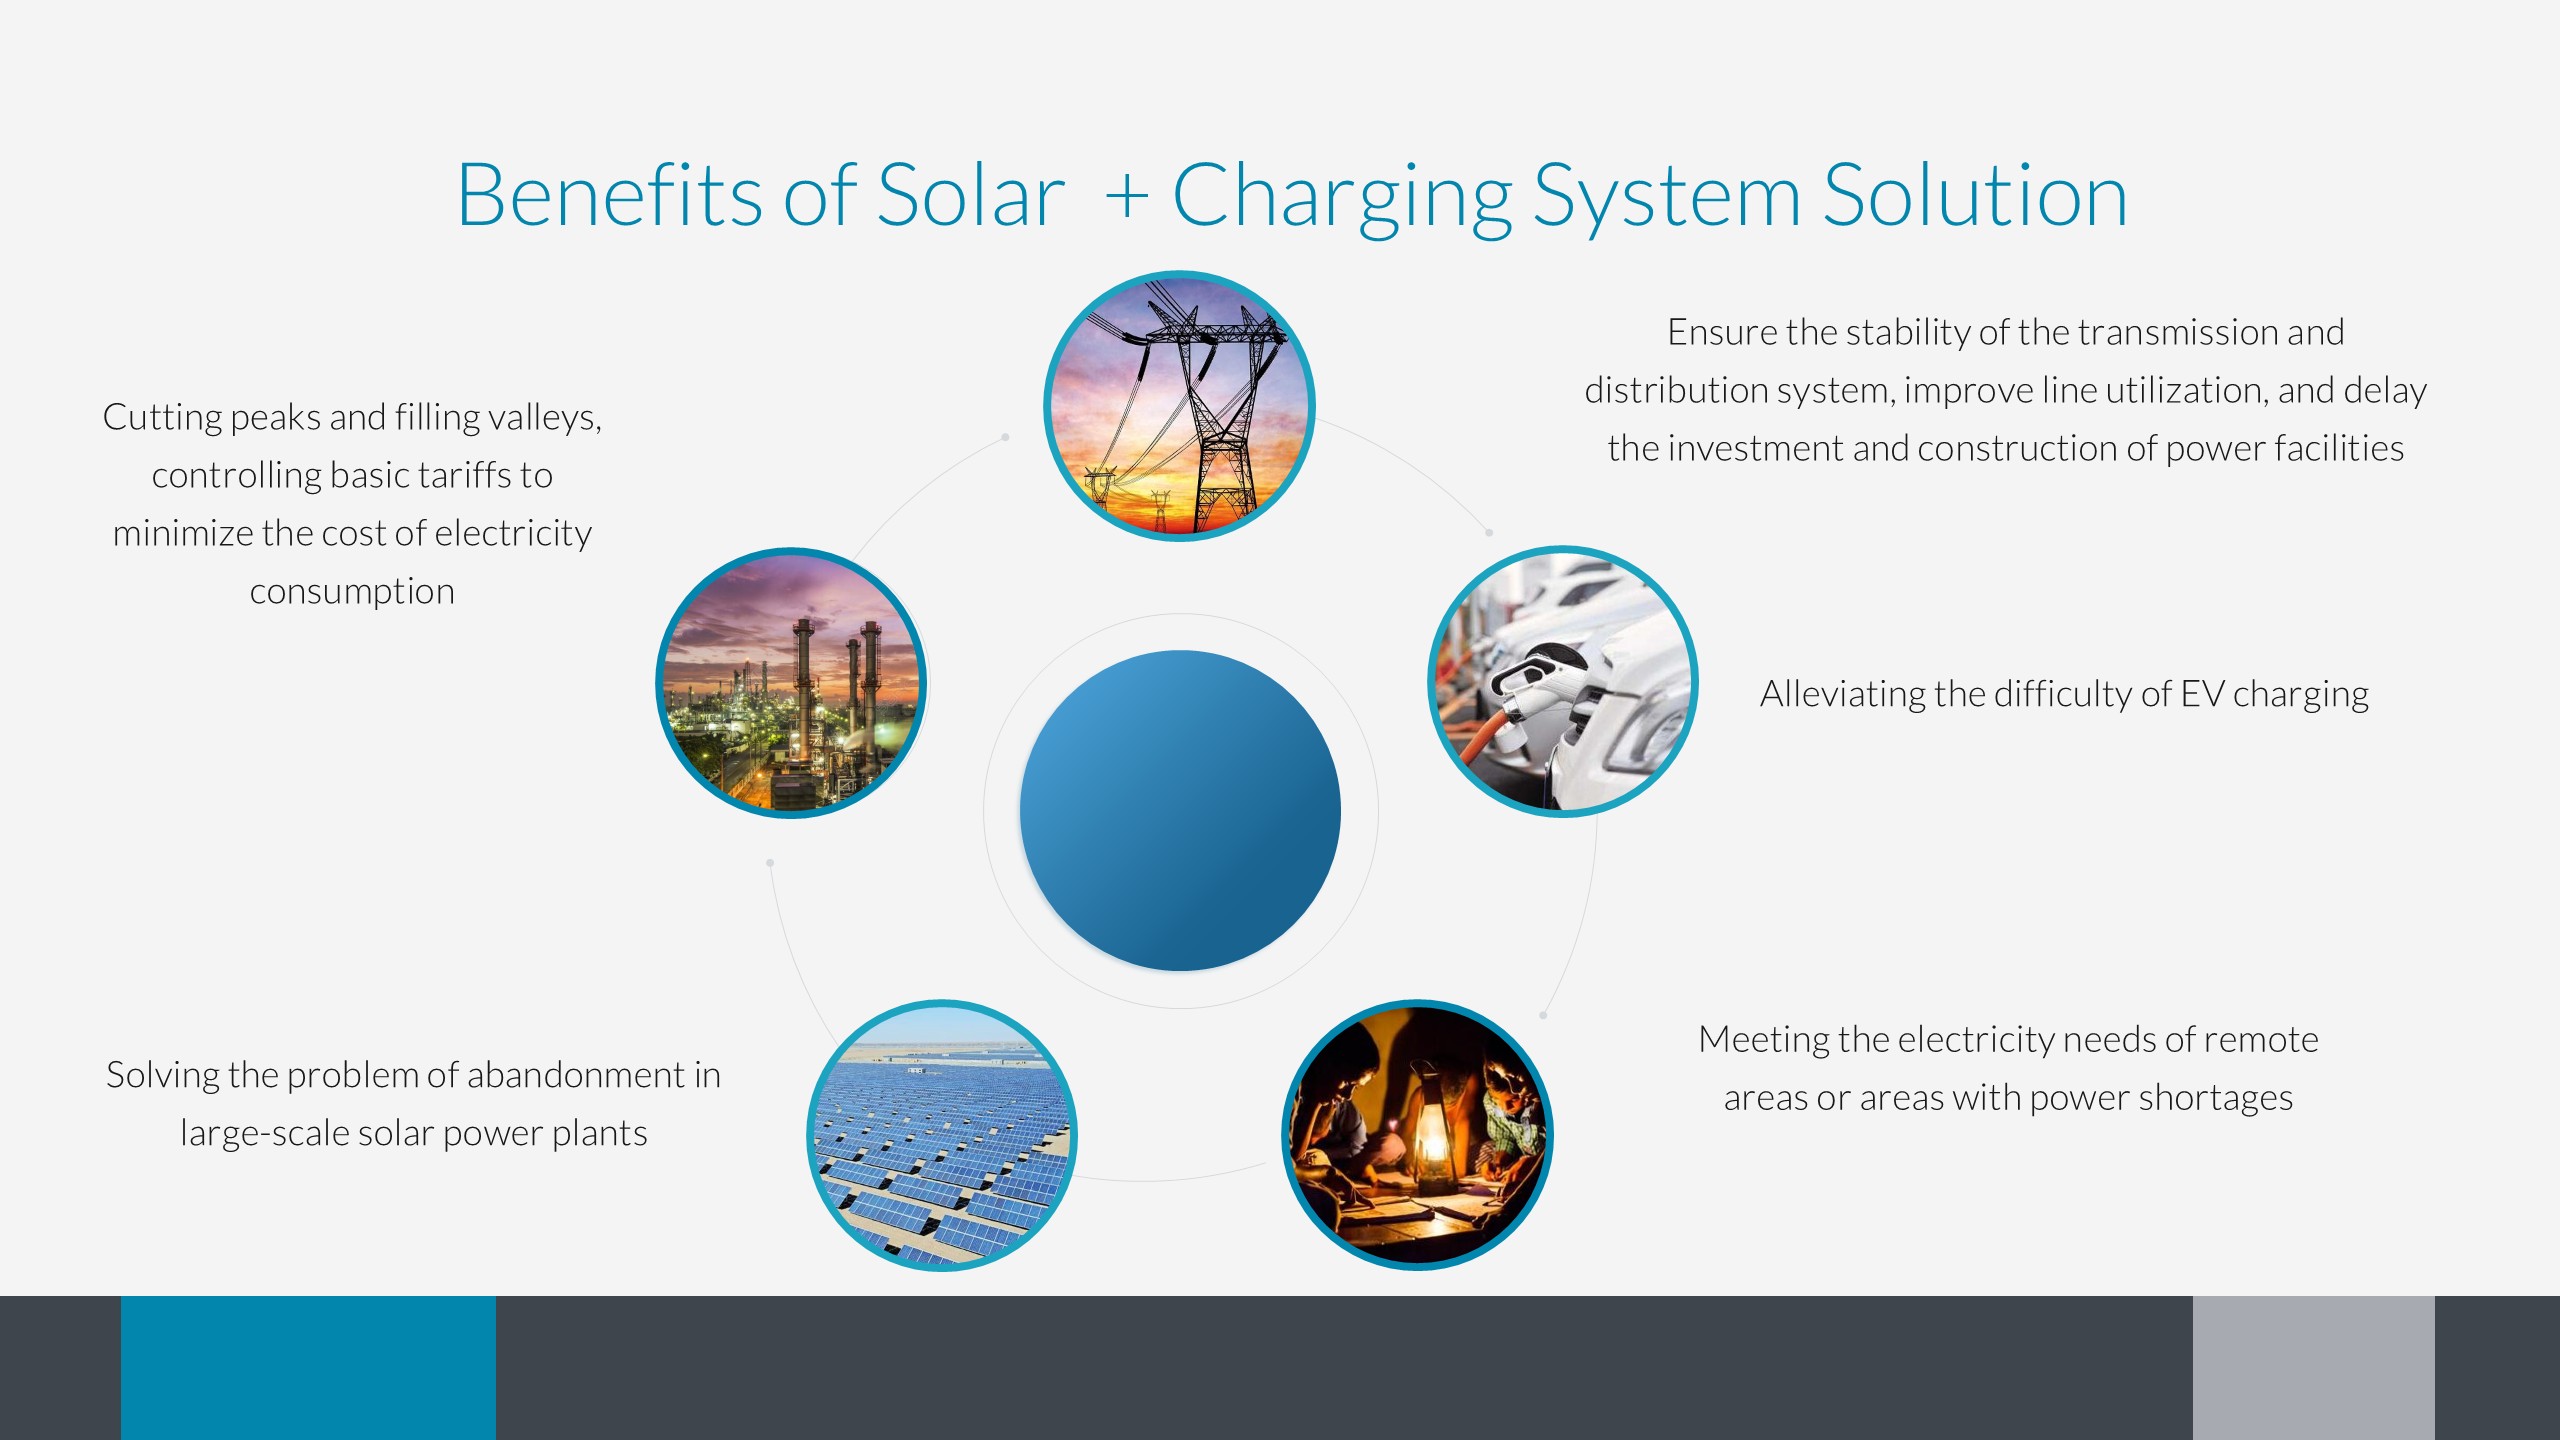 Benefits of Solar + Charging System Solution
Cutting peaks and filling valleys,
controlling basic tariffs to
minimize the cost of electricity
consumption
Ensure the stability of the transmission and
distribution system, improve line utilization, and delay
the investment and construction of power facilities
Alleviating the difficulty of EV charging
Solving the problem of abandonment in
large-scale solar power plants
Meeting the electricity needs of remote
areas or areas with power shortages